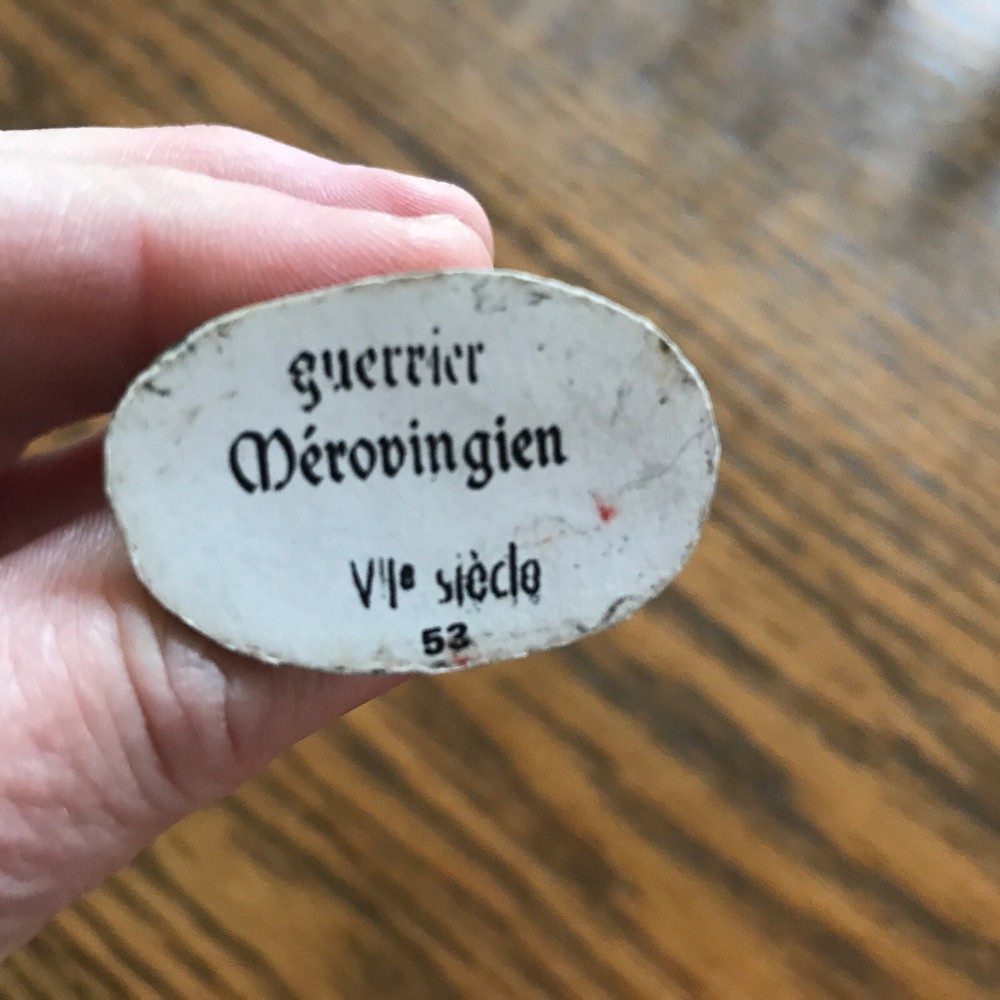 guerrier
Mérovingien
VIIe siècle
53